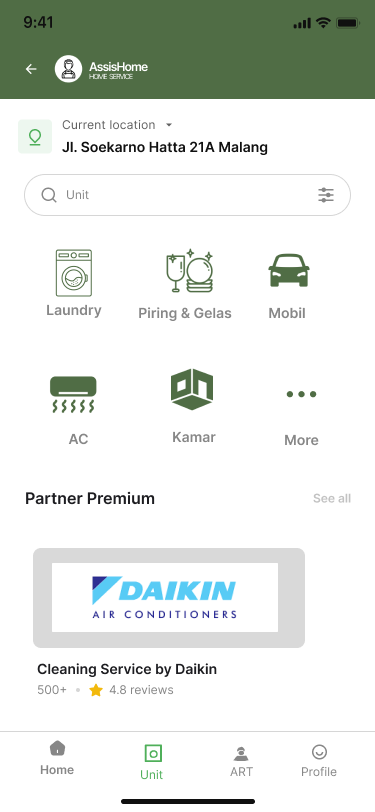 9:41
AssisHome
HOME SERVICE
Current location
Jl. Soekarno Hatta 21A Malang
Unit
Laundry
Piring & Gelas
Mobil
AC
Kamar
More
Partner Premium
See all
DAIKIN
AIR CONDITIONERS
Cleaning Service by Daikin
500+ • 4.8 reviews
Home
Unit
ART
Profile